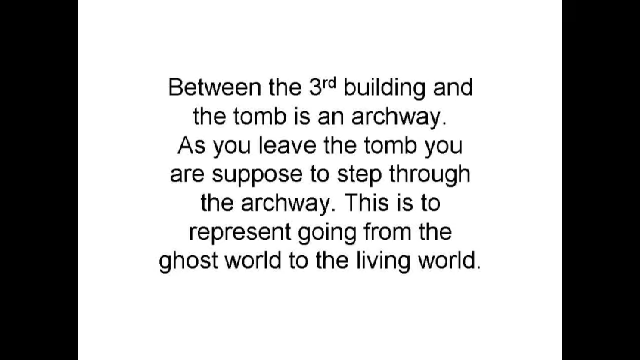 Between the 3rd building and
the tomb is an archway.
As you leave the tomb you
are suppose to step through
the archway. This is to
represent going from the
ghost world to the living world.